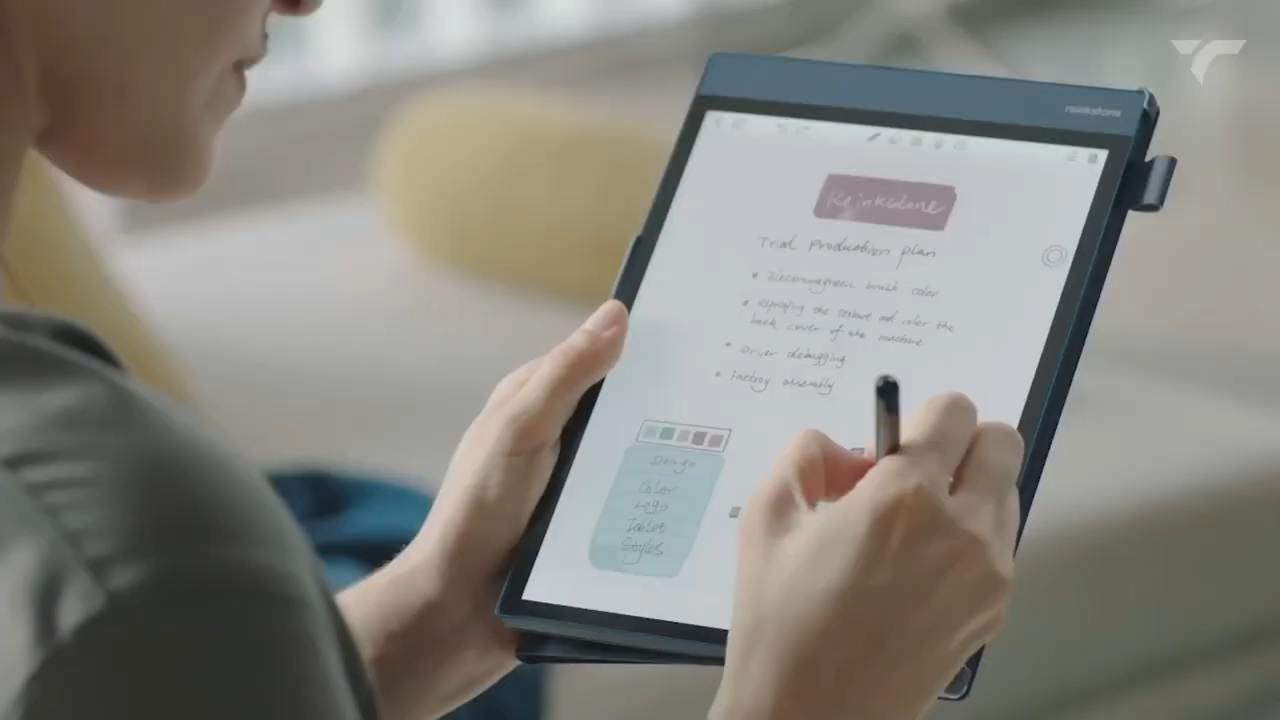 reinkstone
Reinkstone
Trial Production plan
• Electromagnetic brush color
• Repraying the texture and color the
back cover of the machine
• Driver debugging
• Factory assembly
Design
Color
Logo
Tablet
Styles